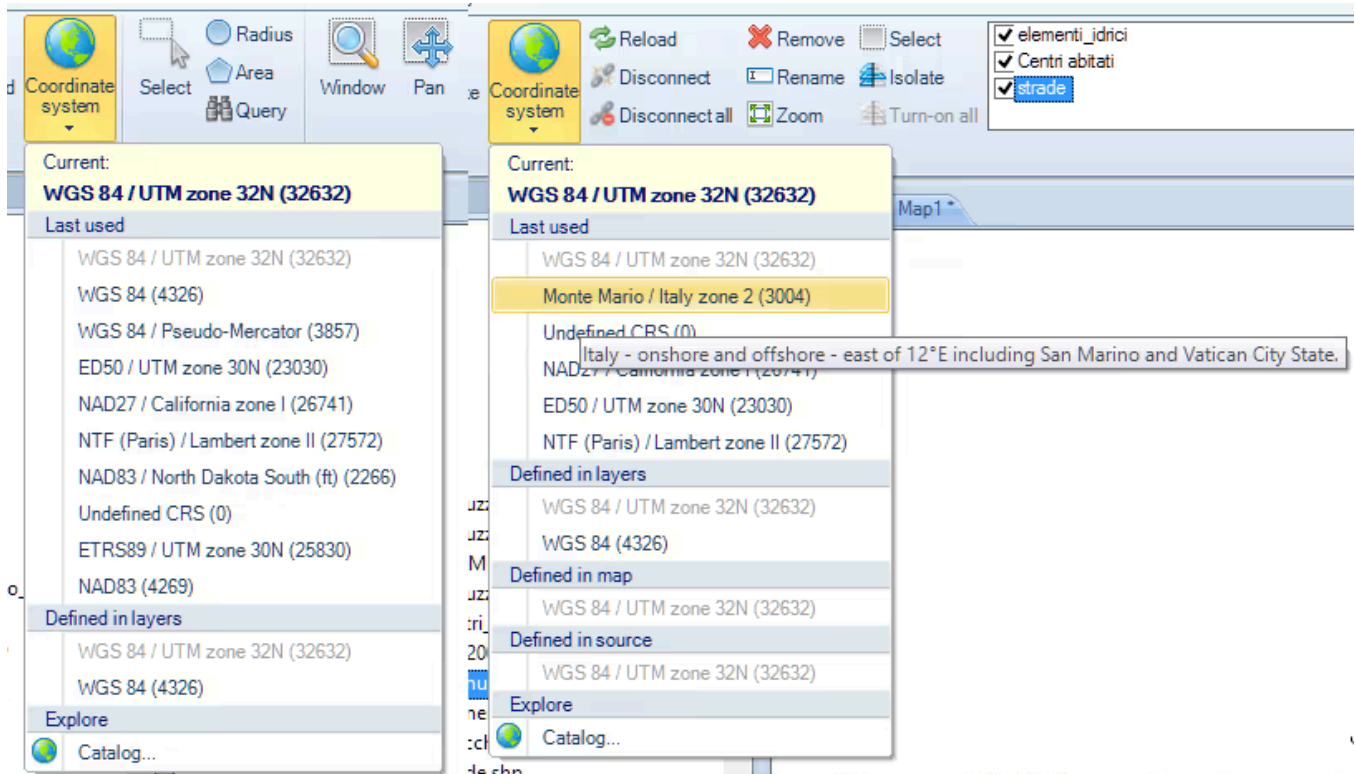 Coordinate
system
Select
Radius
Area
Query
Window
Pan
Current:
WGS 84 / UTM zone 32N (32632)
Last used
WGS 84 / UTM zone 32N (32632)
WGS 84 (4326)
WGS 84 / Pseudo-Mercator (3857)
ED50 / UTM zone 30N (23030)
NAD27 / California zone I (26741)
NTF (Paris) / Lambert zone II (27572)
NAD83 / North Dakota South (ft) (2266)
Undefined CRS (0)
ETRS89 / UTM zone 30N (25830)
NAD83 (4269)
Defined in layers
WGS 84 / UTM zone 32N (32632)
WGS 84 (4326)
Explore
Catalog...
Coordinate
system
Reload
Disconnect
Disconnect all
Remove
Rename
Zoom
Select
Isolate
Turn-on all
elementi_idrici
Centri abitati
strade
Map1 *
Current:
WGS 84 / UTM zone 32N (32632)
Last used
WGS 84 / UTM zone 32N (32632)
Monte Mario / Italy zone 2 (3004)
Undefined CRS (0)
Italy - onshore and offshore - east of 12°E including San Marino and Vatican City State.
NAD27 / California zone I (26741)
ED50 / UTM zone 30N (23030)
NTF (Paris) / Lambert zone II (27572)
Defined in layers
WGS 84 / UTM zone 32N (32632)
WGS 84 (4326)
Defined in map
WGS 84 / UTM zone 32N (32632)
Defined in source
WGS 84 / UTM zone 32N (32632)
Explore
Catalog...